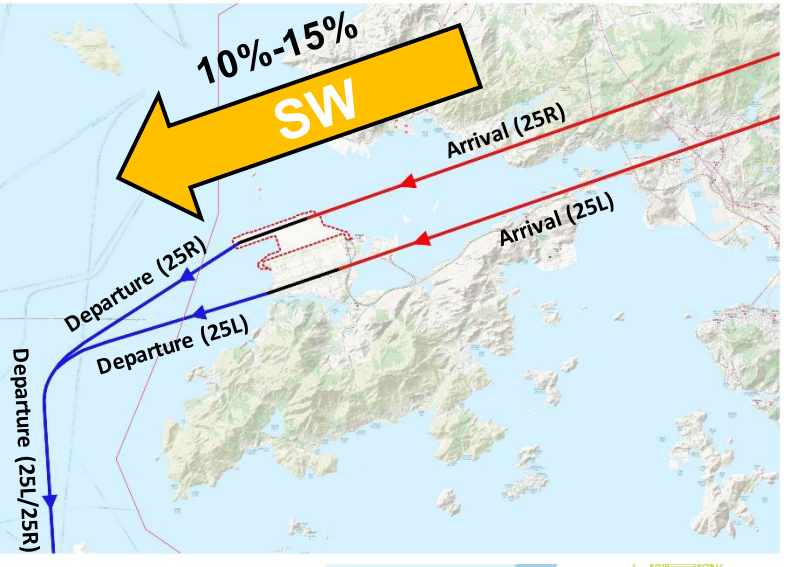 10%-15%
SW
Arrival (25R)
Arrival (25L)
Departure (25R)
Departure (25L)
Departure (25L/25R)